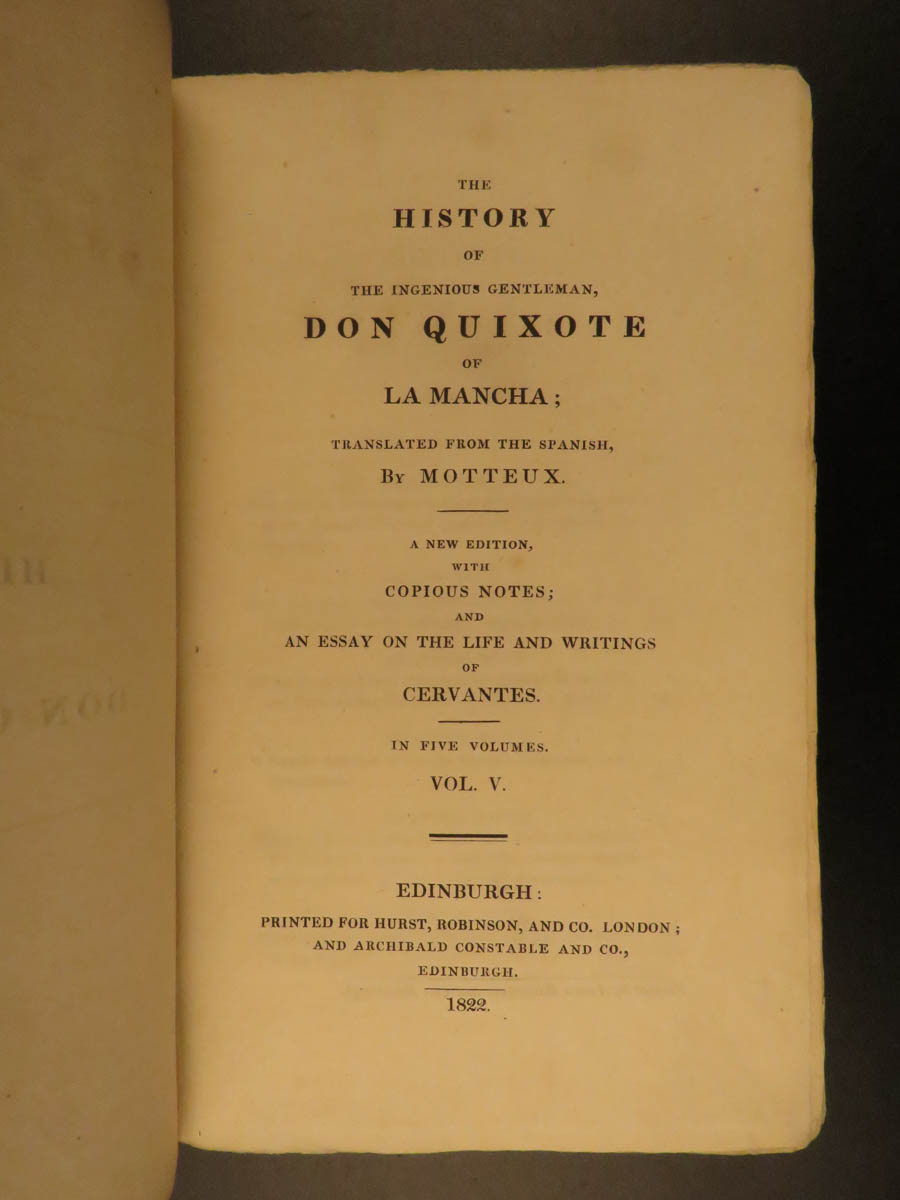 THE
HISTORY
OF
THE INGENIOUS GENTLEMAN,
DON QUIXOTE
OF
LA MANCHA;
TRANSLATED FROM THE SPANISH,
By MOTTEUX.
A NEW EDITION,
WITH
COPIOUS NOTES;
AND
AN ESSAY ON THE LIFE AND WRITINGS
OF
CERVANTES.
IN FIVE VOLUMES.
VOL. V.
EDINBURGH:
PRINTED FOR HURST, ROBINSON, AND CO. LONDON;
AND ARCHIBALD CONSTABLE AND CO.,
EDINBURGH.
1822.